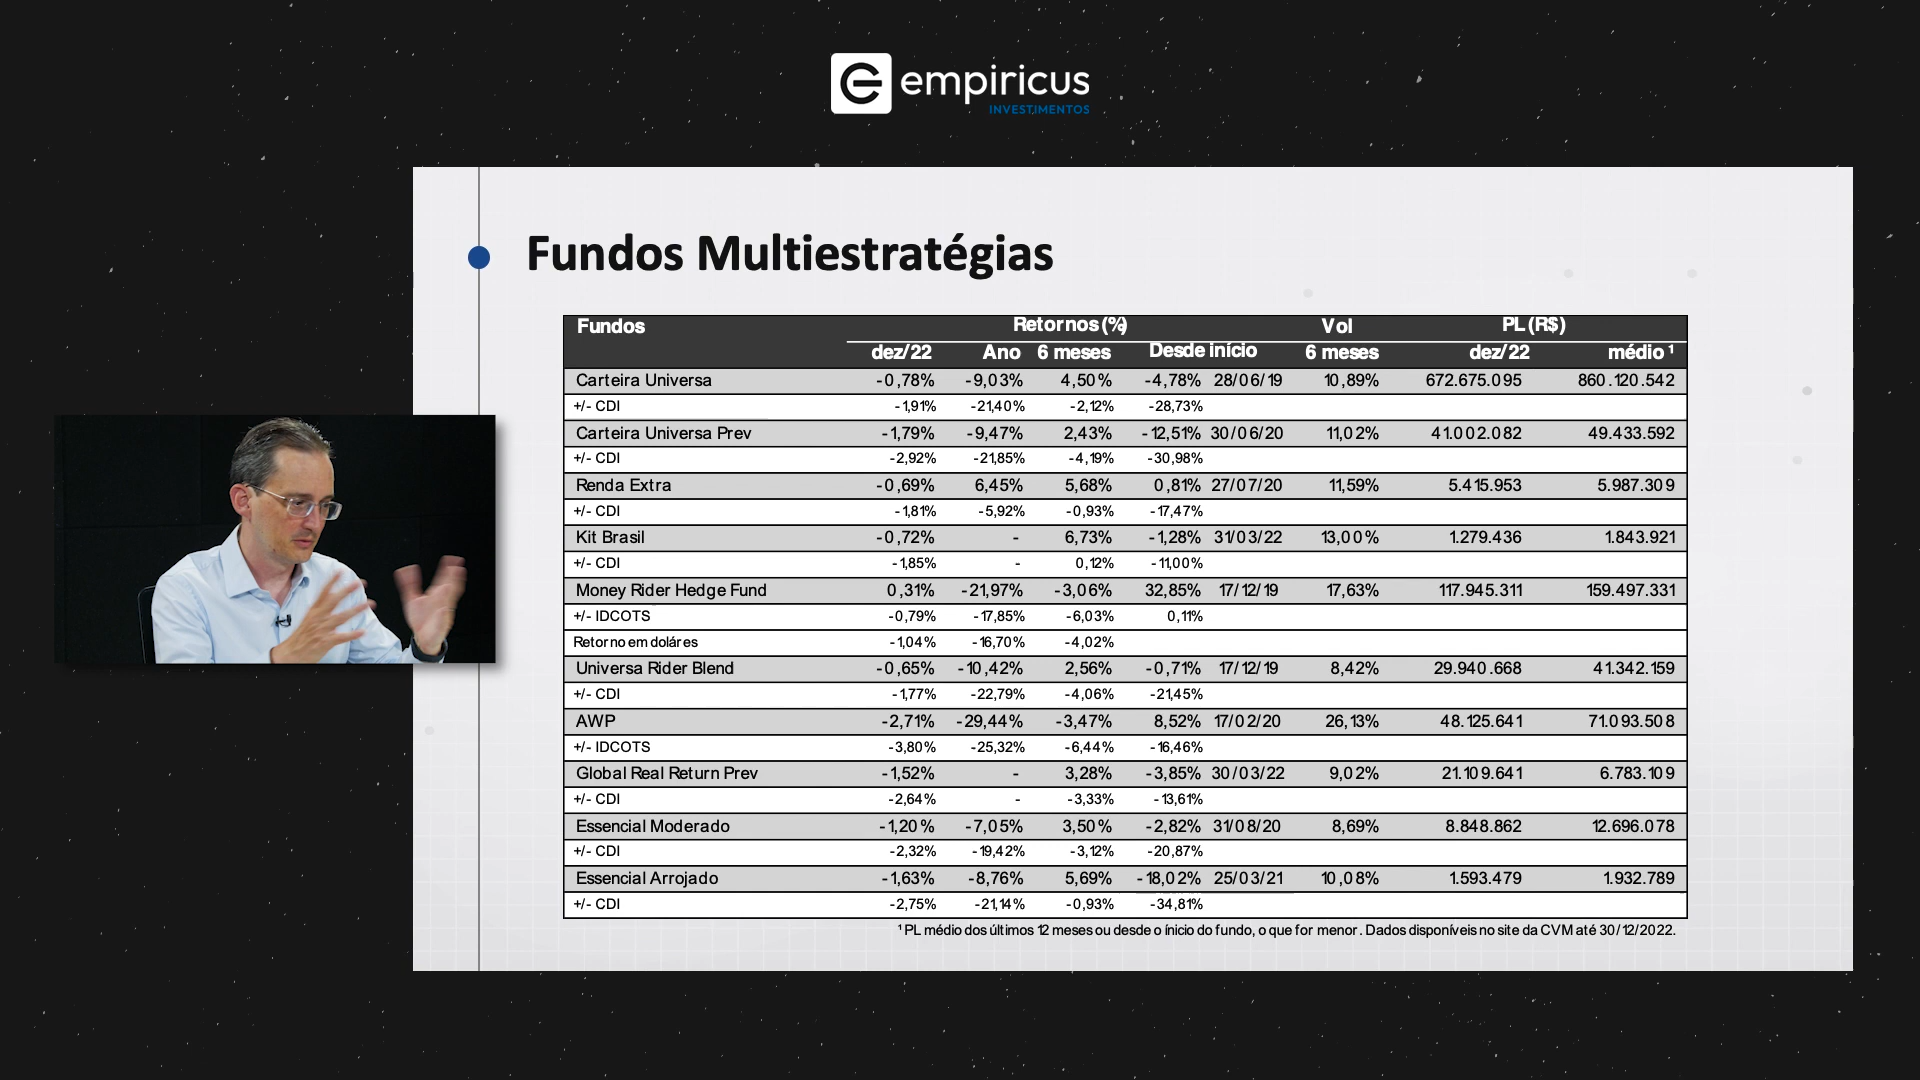 empiricus
INVESTIMENTOS
Fundos Multiestratégias
Fundos Retornos (%) Vol PL (R$)
dez/22 Ano 6 meses Desde início 6 meses dez/22 médio ¹
Carteira Universa -0,78% -9,03% 4,50% -4,78% 28/06/19 10,89% 672.675.095 860.120.542
+/- CDI -1,91% -21,40% -2,12% -28,73%
Carteira Universa Prev -1,79% -9,47% 2,43% -12,51% 30/06/20 11,02% 41.002.082 49.433.592
+/- CDI -2,92% -21,85% -4,19% -30,98%
Renda Extra -0,69% 6,45% 5,68% 0,81% 27/07/20 11,59% 5.415.953 5.987.309
+/- CDI -1,81% -5,92% -0,93% -17,47%
Kit Brasil -0,72% - 6,73% -1,28% 31/03/22 13,00% 1.279.436 1.843.921
+/- CDI -1,85% - 0,12% -11,00%
Money Rider Hedge Fund 0,31% -21,97% -3,06% 32,85% 17/12/19 17,63% 117.945.311 159.497.331
+/- IDCOTS -0,79% -17,85% -6,03% 0,11%
Retorno em doláres -1,04% -16,70% -4,02%
Universa Rider Blend -0,65% -10,42% 2,56% -0,71% 17/12/19 8,42% 29.940.668 41.342.159
+/- CDI -1,77% -22,79% -4,06% -21,45%
AWP -2,71% -29,44% -3,47% 8,52% 17/02/20 26,13% 48.125.641 71.093.508
+/- IDCOTS -3,80% -25,32% -6,44% -16,46%
Global Real Return Prev -1,52% - 3,28% -3,85% 30/03/22 9,02% 21.109.641 6.783.109
+/- CDI -2,64% - -3,33% -13,61%
Essencial Moderado -1,20% -7,05% 3,50% -2,82% 31/08/20 8,69% 8.848.862 12.696.078
+/- CDI -2,32% -19,42% -3,12% -20,87%
Essencial Arrojado -1,63% -8,76% 5,69% -18,02% 25/03/21 10,08% 1.593.479 1.932.789
+/- CDI -2,75% -21,14% -0,93% -34,81%
¹ PL médio dos últimos 12 meses ou desde o ínicio do fundo, o que for menor. Dados disponíveis no site da CVM até 30/12/2022.